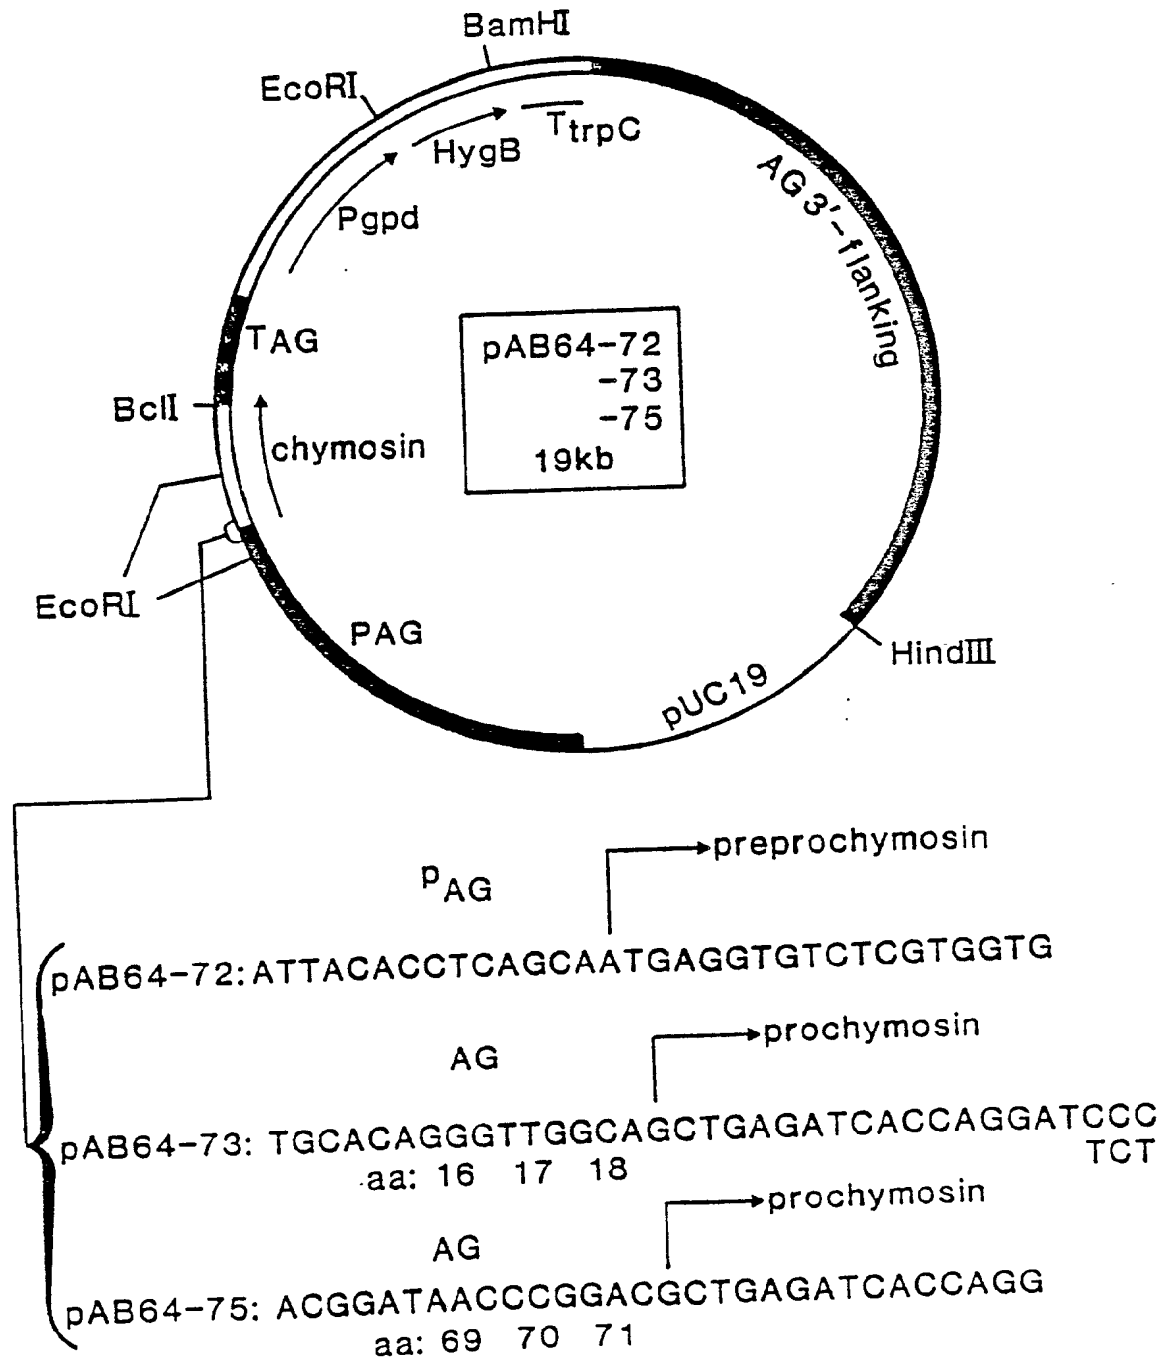 BamHI
EcoRI
TtrpC
HygB
Pgpd
AG3'-flanking
TAG
pAB64-72
-73
-75
19kb
BclI
chymosin
EcoRI
PAG
HindIII
pUC19
preprochymosin
PAG
pAB64-72: ATTACACCTCAGCAATGAGGTGTCTCGTGGTG
prochymosin
AG
pAB64-73: TGCACAGGGTTGGCAGCTGAGATCACCAGGATCCC
TCT
aa: 16 17 18
prochymosin
AG
pAB64-75: ACGGATAACCCGGACGCTGAGATCACCAGG
aa: 69 70 71